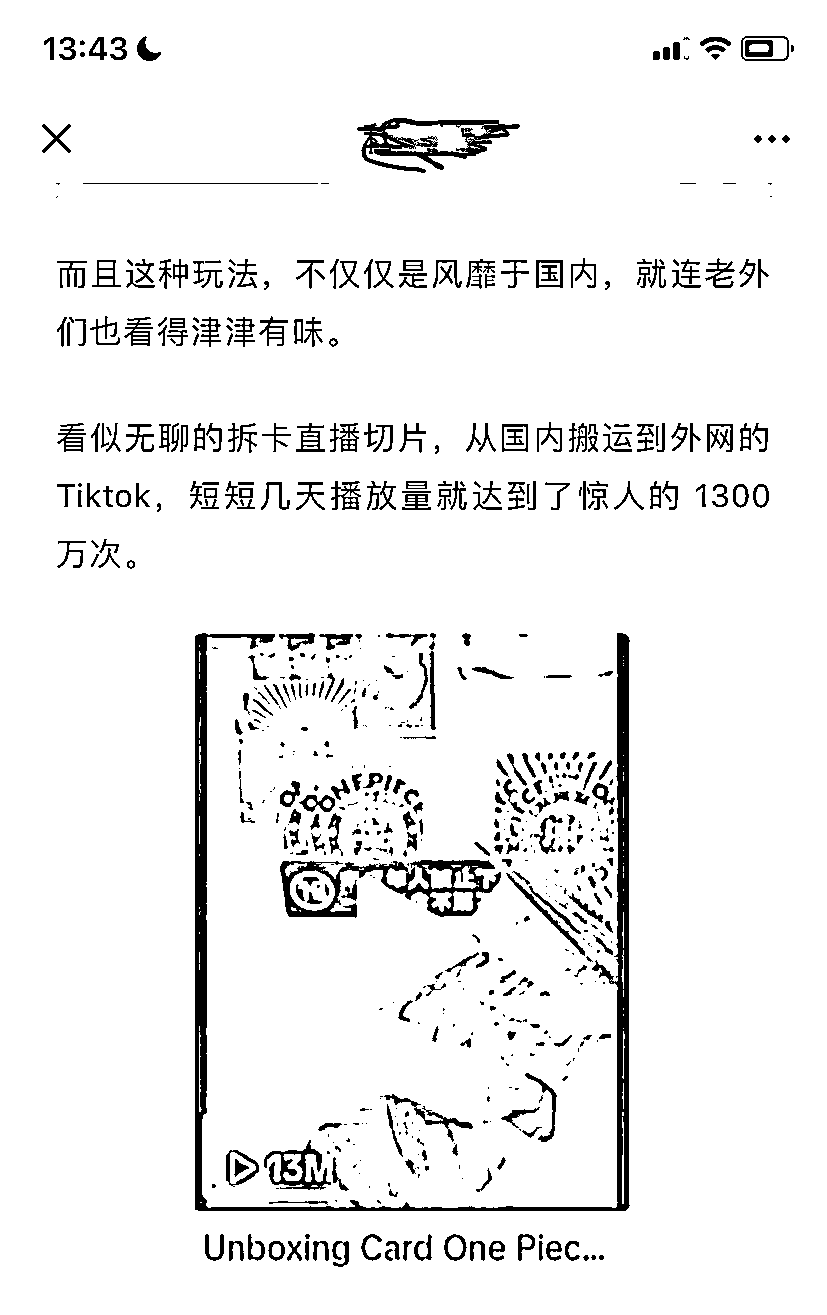 13:43
而且这种玩法，不仅仅是风靡于国内，就连老外
们也看得津津有味。
看似无聊的拆卡直播切片，从国内搬运到外网的
Tiktok，短短几天播放量就达到了惊人的 1300
万次。
ONEPIECE
13M
Unboxing Card One Piec...